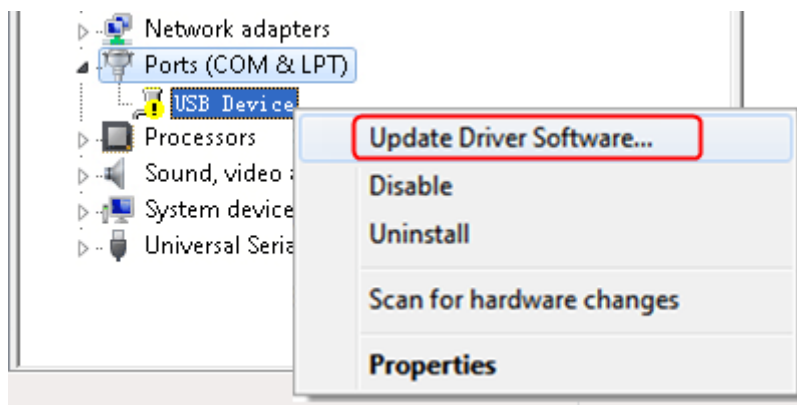 Network adapters
Ports (COM & LPT)
USB Device
Processors
Sound, video
System device
Universal Seria
Update Driver Software...
Disable
Uninstall
Scan for hardware changes
Properties